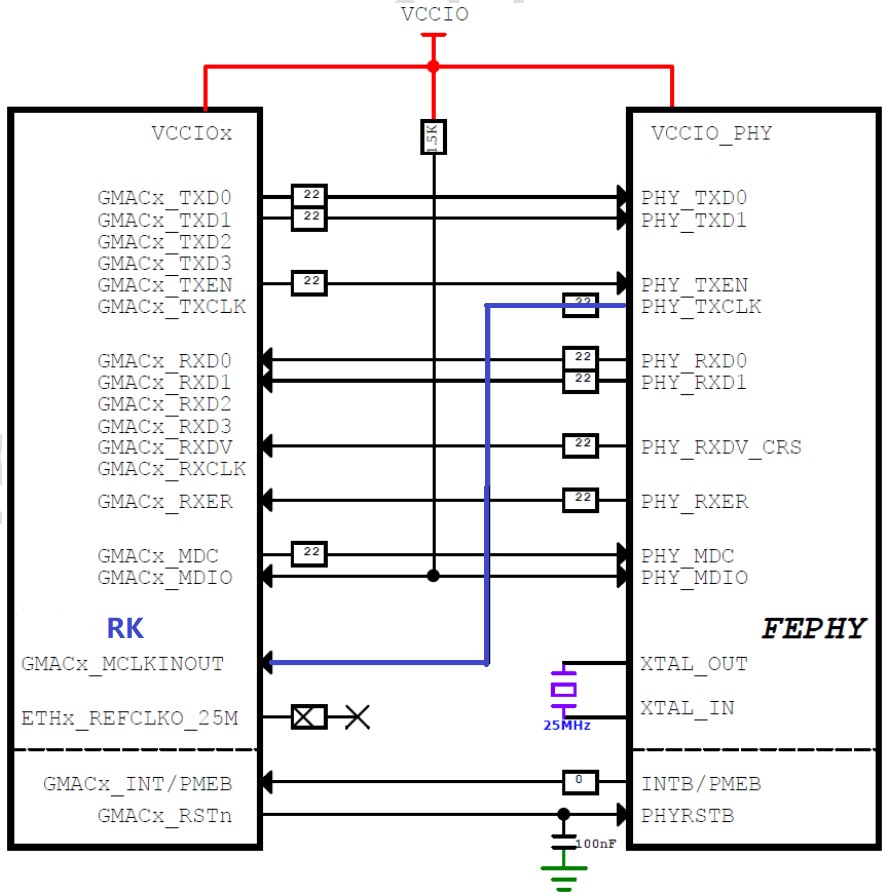 VCCIO
VCCIOx
VCCIO_PHY
1.5K
GMACx_TXD0
22
PHY_TXD0
GMACx_TXD1
22
PHY_TXD1
GMACx_TXD2
GMACx_TXD3
GMACx_TXEN
22
PHY_TXEN
GMACx_TXCLK
22
PHY_TXCLK
GMACx_RXD0
22
PHY_RXD0
GMACx_RXD1
22
PHY_RXD1
GMACx_RXD2
GMACx_RXD3
GMACx_RXDV
22
PHY_RXDV_CRS
GMACx_RXCLK
GMACx_RXER
22
PHY_RXER
GMACx_MDC
22
PHY_MDC
GMACx_MDIO
PHY_MDIO
RK
FEPHY
GMACx_MCLKINOUT
XTAL_OUT
ETHx_REFCLKO_25M
XTAL_IN
25MHz
GMACx_INT/PMEB
0
INTB/PMEB
GMACx_RSTn
PHYRSTB
100nF